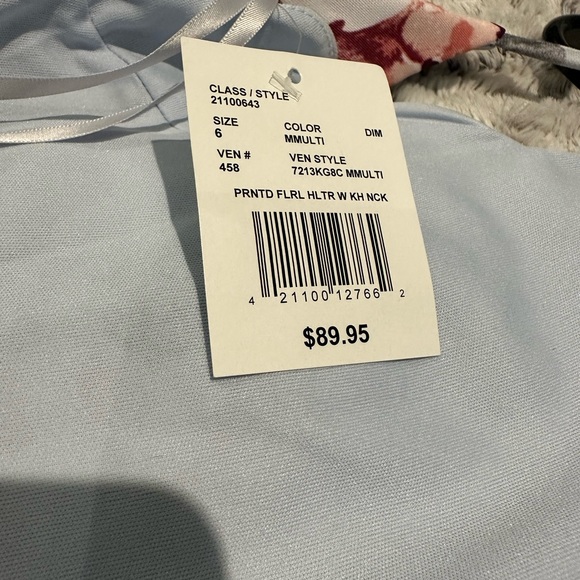 CLASS / STYLE
21100643
SIZE COLOR DIM
6 MMULTI
VEN # VEN STYLE
458 7213KG8C MMULTI
PRNTD FLRL HLTR W KH NCK
4 21100 12766 2
$89.95